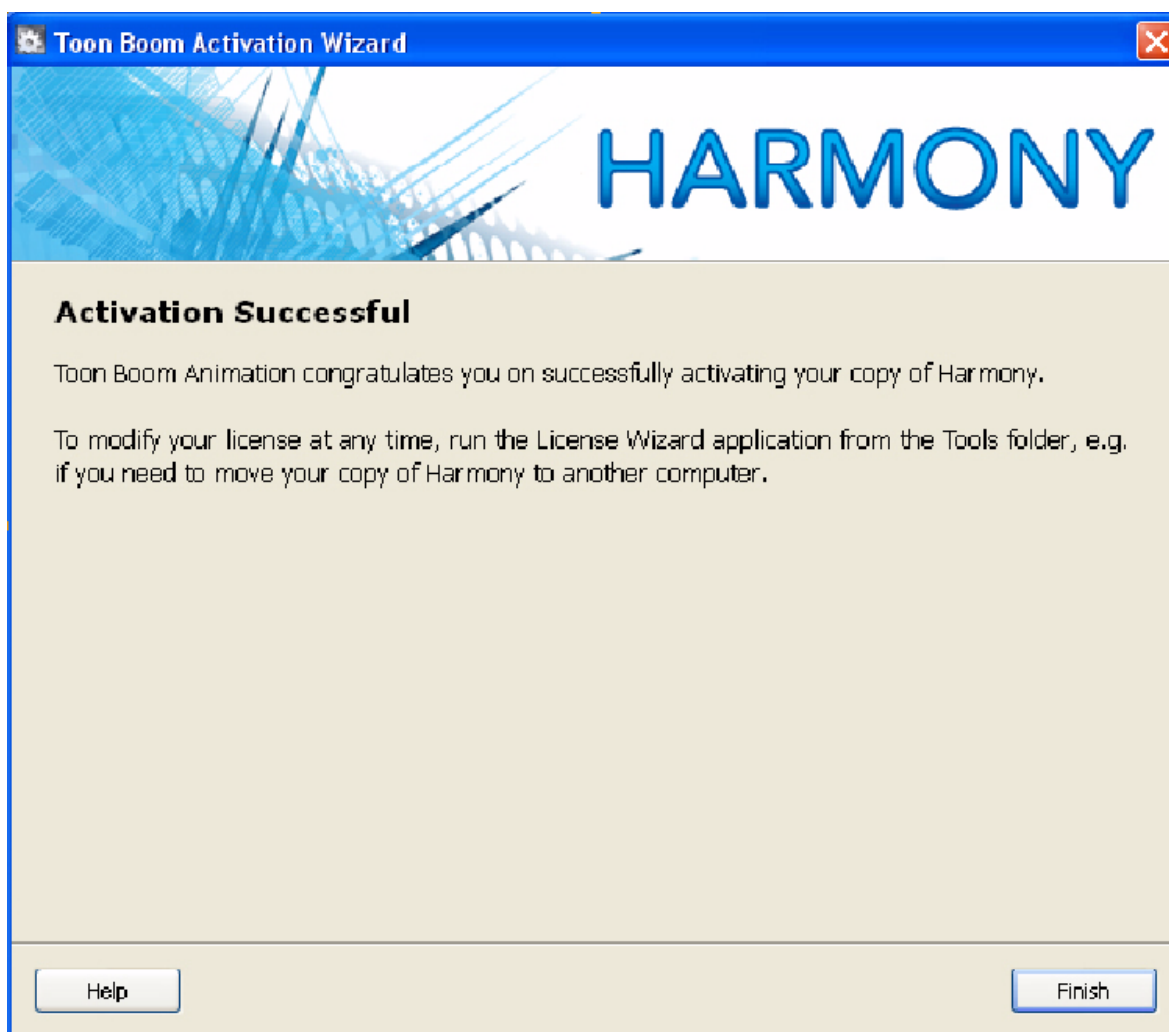 Toon Boom Activation Wizard
HARMONY
Activation Successful
Toon Boom Animation congratulates you on successfully activating your copy of Harmony.
To modify your license at any time, run the License Wizard application from the Tools folder, e.g.
if you need to move your copy of Harmony to another computer.
Help
Finish